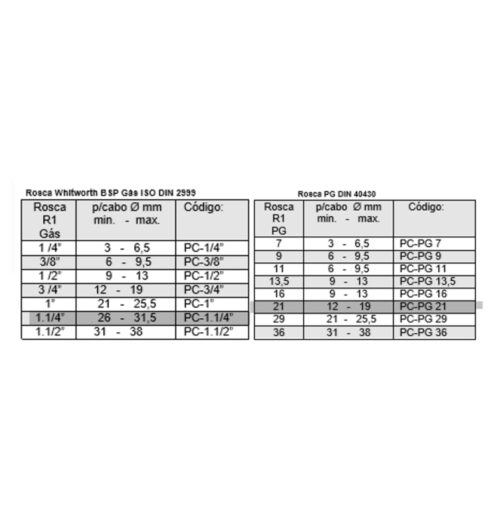 Rosca Whitworth BSP Gás ISO DIN 2999
Rosca R1 Gás p/cabo Ø mm min. - max. Código:
1 /4" 3 - 6,5 PC-1/4"
3/8" 6 - 9,5 PC-3/8"
1 /2" 9 - 13 PC-1/2"
3 /4" 12 - 19 PC-3/4"
1" 21 - 25,5 PC-1"
1.1/4" 26 - 31,5 PC-1.1/4"
1.1/2" 31 - 38 PC-1.1/2"
Rosca PG DIN 40430
Rosca R1 PG p/cabo Ø mm min. - max. Código:
7 3 - 6,5 PC-PG 7
9 6 - 9,5 PC-PG 9
11 6 - 9,5 PC-PG 11
13,5 9 - 13 PC-PG 13,5
16 9 - 13 PC-PG 16
21 12 - 19 PC-PG 21
29 21 - 25,5 PC-PG 29
36 31 - 38 PC-PG 36